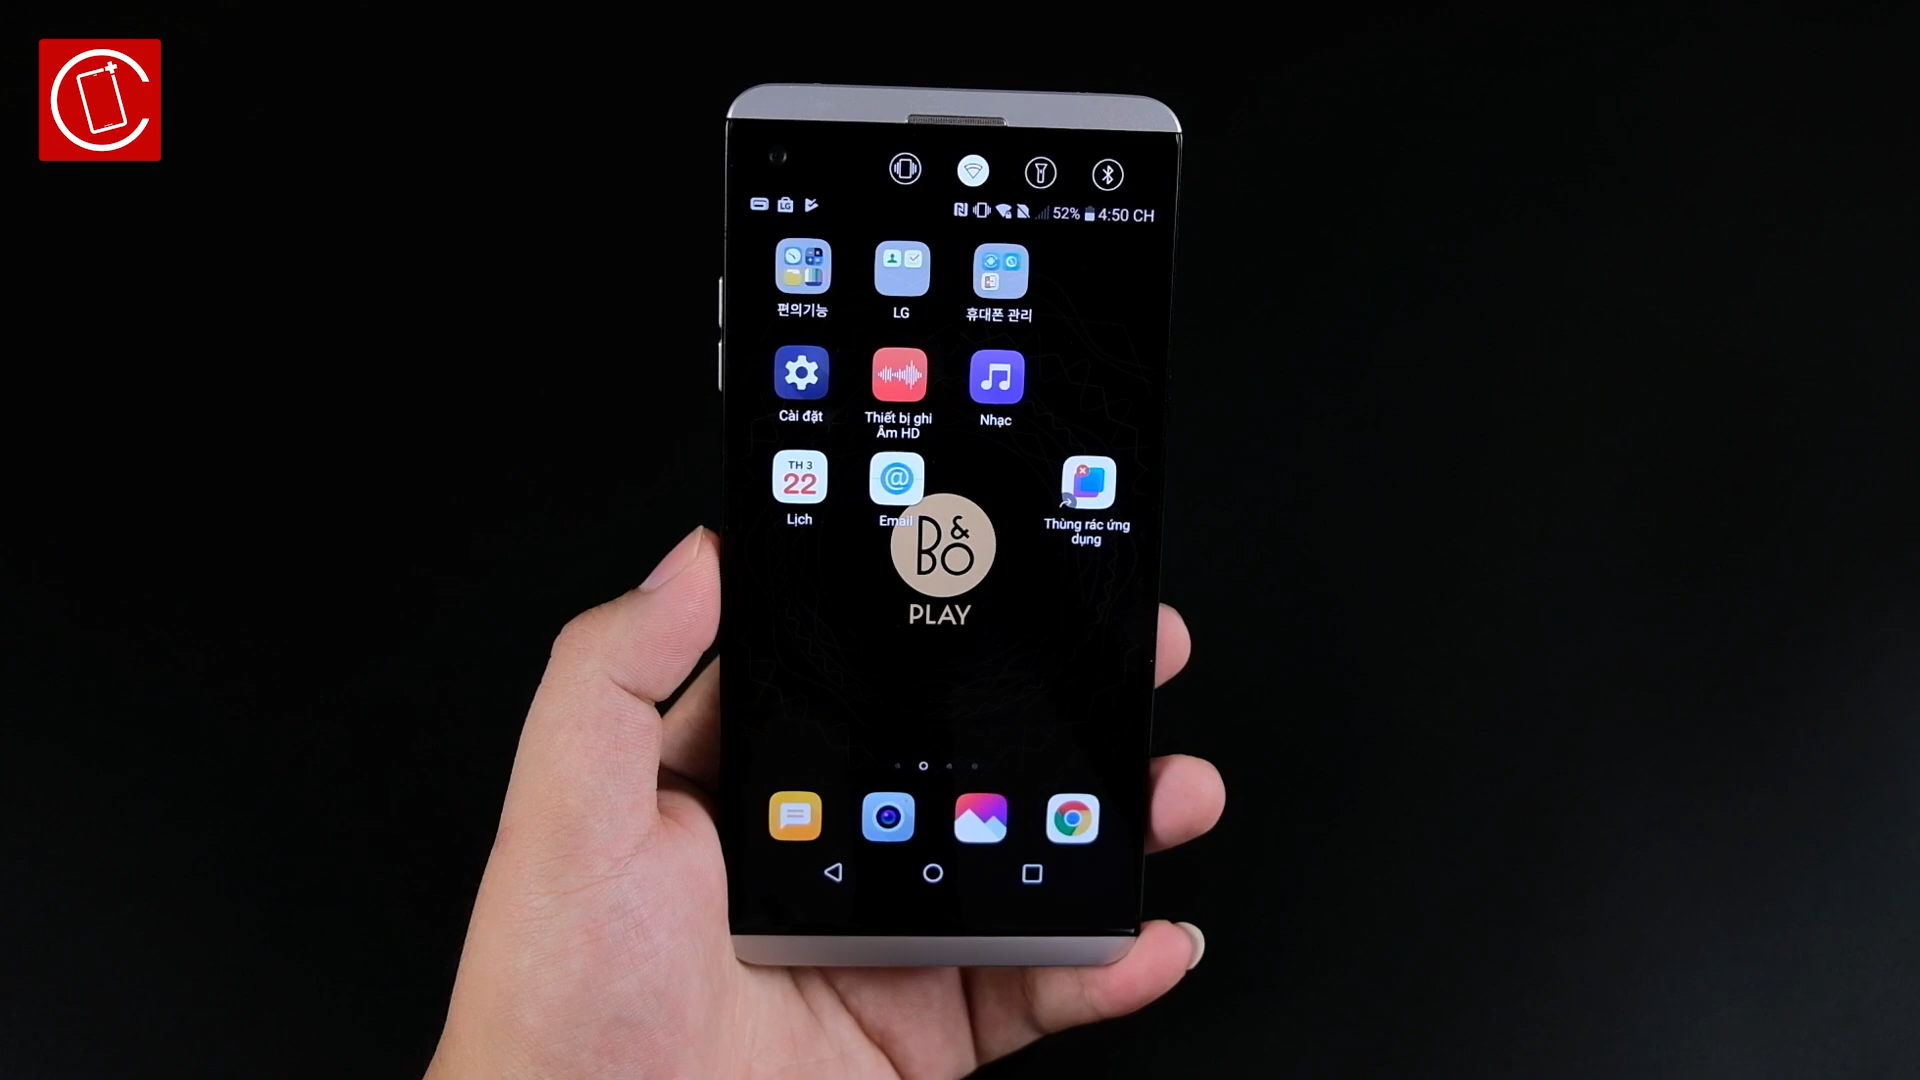 LG
52% 4:50 CH
편의기능
LG
휴대폰 관리
Cài đặt
Thiết bị ghi
Âm HD
Nhạc
TH 3
22
Lịch
Email
Thùng rác ứng
dụng
B&O
PLAY